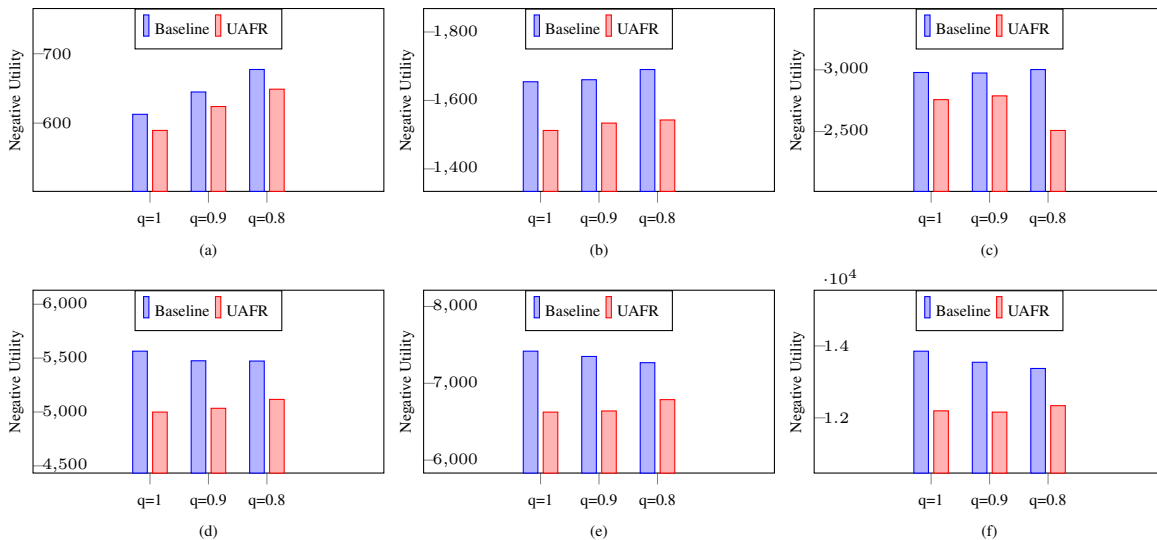 Baseline UAFR
Negative Utility
700
600
q=1 q=0.9 q=0.8
(a)
Baseline UAFR
Negative Utility
1,800
1,600
1,400
q=1 q=0.9 q=0.8
(b)
Baseline UAFR
Negative Utility
3,000
2,500
q=1 q=0.9 q=0.8
(c)
Baseline UAFR
Negative Utility
6,000
5,500
5,000
4,500
q=1 q=0.9 q=0.8
(d)
Baseline UAFR
Negative Utility
8,000
7,000
6,000
q=1 q=0.9 q=0.8
(e)
·10⁴
Baseline UAFR
Negative Utility
1.4
1.2
q=1 q=0.9 q=0.8
(f)